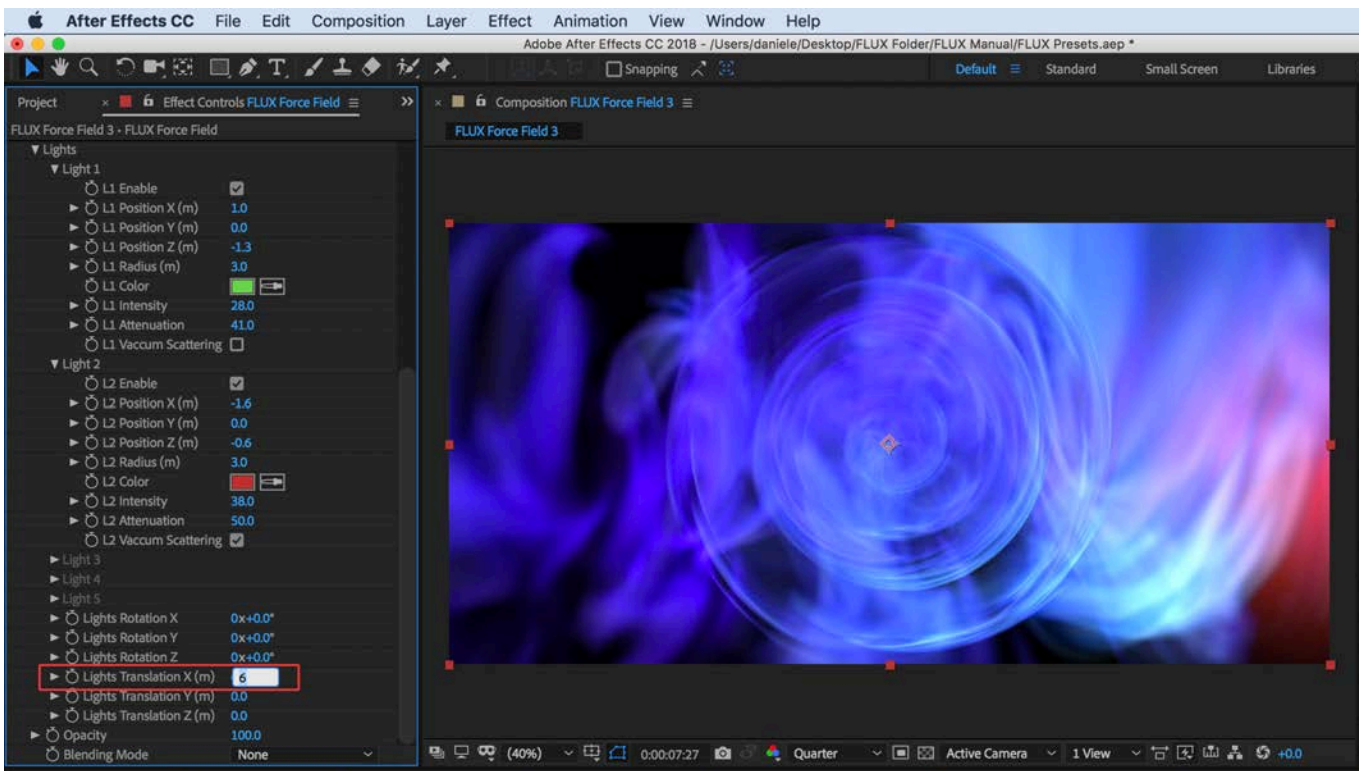 After Effects CC File Edit Composition Layer Effect Animation View Window Help
Adobe After Effects CC 2018 - /Users/daniele/Desktop/FLUX Folder/FLUX Manual/FLUX Presets.aep *
T Snapping Default Standard Small Screen Libraries
Project × Effect Controls FLUX Force Field ≡ » × Composition FLUX Force Field 3 ≡
FLUX Force Field 3 • FLUX Force Field
FLUX Force Field 3
Lights
Light 1
L1 Enable
L1 Position X (m) 1.0
L1 Position Y (m) 0.0
L1 Position Z (m) -1.3
L1 Radius (m) 3.0
L1 Color
L1 Intensity 28.0
L1 Attenuation 41.0
L1 Vaccum Scattering
Light 2
L2 Enable
L2 Position X (m) -1.6
L2 Position Y (m) 0.0
L2 Position Z (m) -0.6
L2 Radius (m) 3.0
L2 Color
L2 Intensity 38.0
L2 Attenuation 50.0
L2 Vaccum Scattering
Light 3
Light 4
Light 5
Lights Rotation X 0x+0.0°
Lights Rotation Y 0x+0.0°
Lights Rotation Z 0x+0.0°
Lights Translation X (m) 6
Lights Translation Y (m) 0.0
Lights Translation Z (m) 0.0
Opacity 100.0
Blending Mode None
(40%) 0:00:07:27 Quarter Active Camera 1 View +0.0